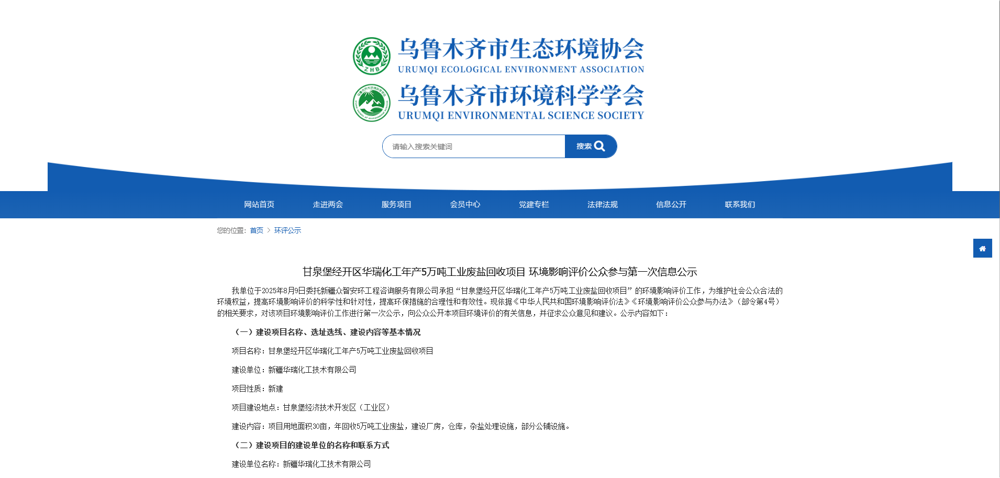 乌鲁木齐市生态环境协会
URUMQI ECOLOGICAL ENVIRONMENT ASSOCIATION
ZHB
乌鲁木齐市环境科学学会
URUMQI ENVIRONMENTAL SCIENCE SOCIETY
请输入搜索关键词 搜索
网站首页 走进两会 服务项目 会员中心 党建专栏 法律法规 信息公开 联系我们
您的位置：首页 > 环评公示
甘泉堡经开区华瑞化工年产5万吨工业废盐回收项目 环境影响评价公众参与第一次信息公示
我单位于2025年8月9日委托新疆众智安环工程咨询服务有限公司承担“甘泉堡经开区华瑞化工年产5万吨工业废盐回收项目”的环境影响评价工作，为维护社会公众合法的
环境权益，提高环境影响评价的科学性和针对性，提高环保措施的合理性和有效性。现依据《中华人民共和国环境影响评价法》《环境影响评价公众参与办法》（部令第4号）
的相关要求，对该项目环境影响评价工作进行第一次公示，向公众公开本项目环境评价的有关信息，并征求公众意见和建议。公示内容如下：
（一）建设项目名称、选址选线、建设内容等基本情况
项目名称：甘泉堡经开区华瑞化工年产5万吨工业废盐回收项目
建设单位：新疆华瑞化工技术有限公司
项目性质：新建
项目建设地点：甘泉堡经济技术开发区（工业区）
建设内容：项目用地面积30亩，年回收5万吨工业废盐，建设厂房，仓库，杂盐处理设施，部分公辅设施。
（二）建设项目的建设单位的名称和联系方式
建设单位名称：新疆华瑞化工技术有限公司